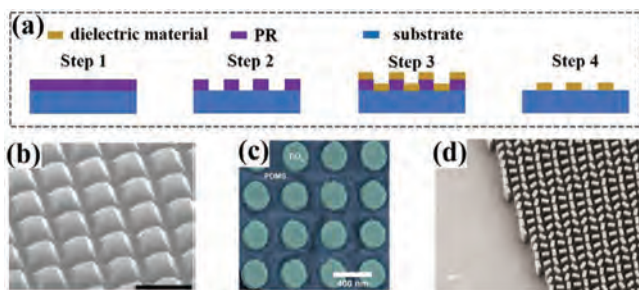 (a) dielectric material PR substrate
Step 1 Step 2 Step 3 Step 4
(b) (c) (d)
TiO₂
PDMS
400 nm